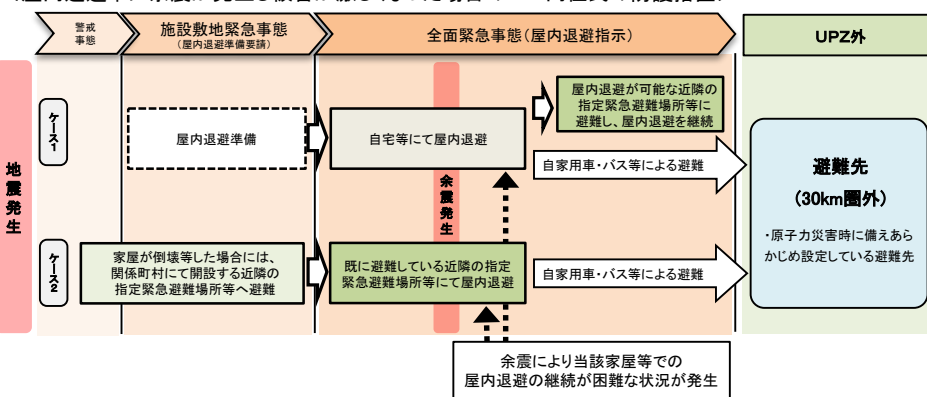 警戒
事態
施設敷地緊急事態
(屋内退避準備要請)
全面緊急事態(屋内退避指示)
UPZ外
地震発生
ケース1
屋内退避準備
自宅等にて屋内退避
屋内退避が可能な近隣の
指定緊急避難場所等に
避難し、屋内退避を継続
自家用車・バス等による避難
余震発生
避難先
(30km圏外)
・原子力災害時に備えあら
かじめ設定している避難先
ケース2
家屋が倒壊等した場合には、
関係町村にて開設する近隣の
指定緊急避難場所等へ避難
既に避難している近隣の指定
緊急避難場所等にて屋内退避
自家用車・バス等による避難
余震により当該家屋等での
屋内退避の継続が困難な状況が発生